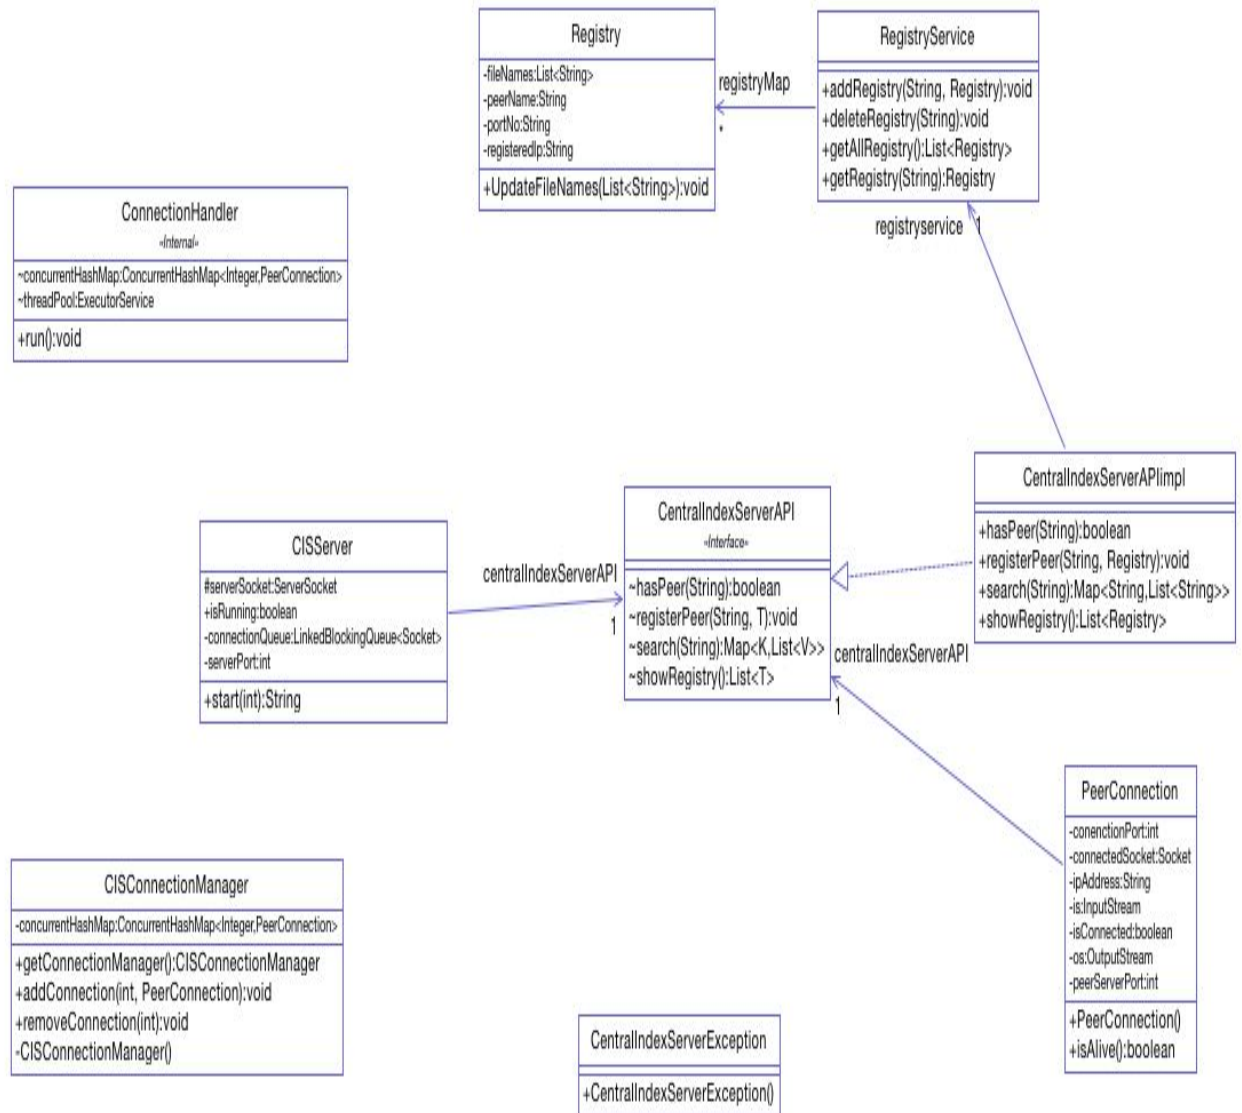 Registry
-fileNames:List<String>
-peerName:String
-portNo:String
-registeredIp:String
+UpdateFileNames(List<String>):void
registryMap
*
RegistryService
+addRegistry(String, Registry):void
+deleteRegistry(String):void
+getAllRegistry():List<Registry>
+getRegistry(String):Registry
registryservice 1
ConnectionHandler
«Internal»
~concurrentHashMap:ConcurrentHashMap<Integer,PeerConnection>
~threadPool:ExecutorService
+run():void
CentralIndexServerAPIimpl
+hasPeer(String):boolean
+registerPeer(String, Registry):void
+search(String):Map<String,List<String>>
+showRegistry():List<Registry>
CentralIndexServerAPI
«Interface»
~hasPeer(String):boolean
~registerPeer(String, T):void
~search(String):Map<K,List<V>>
~showRegistry():List<T>
CISServer
#serverSocket:ServerSocket
+isRunning:boolean
-connectionQueue:LinkedBlockingQueue<Socket>
-serverPort:int
+start(int):String
centralIndexServerAPI
1
centralIndexServerAPI
1
PeerConnection
-conenctionPort:int
-connectedSocket:Socket
-ipAddress:String
-is:InputStream
-isConnected:boolean
-os:OutputStream
-peerServerPort:int
+PeerConnection()
+isAlive():boolean
CISConnectionManager
-concurrentHashMap:ConcurrentHashMap<Integer,PeerConnection>
+getConnectionManager():CISConnectionManager
+addConnection(int, PeerConnection):void
+removeConnection(int):void
-CISConnectionManager()
CentralIndexServerException
+CentralIndexServerException()